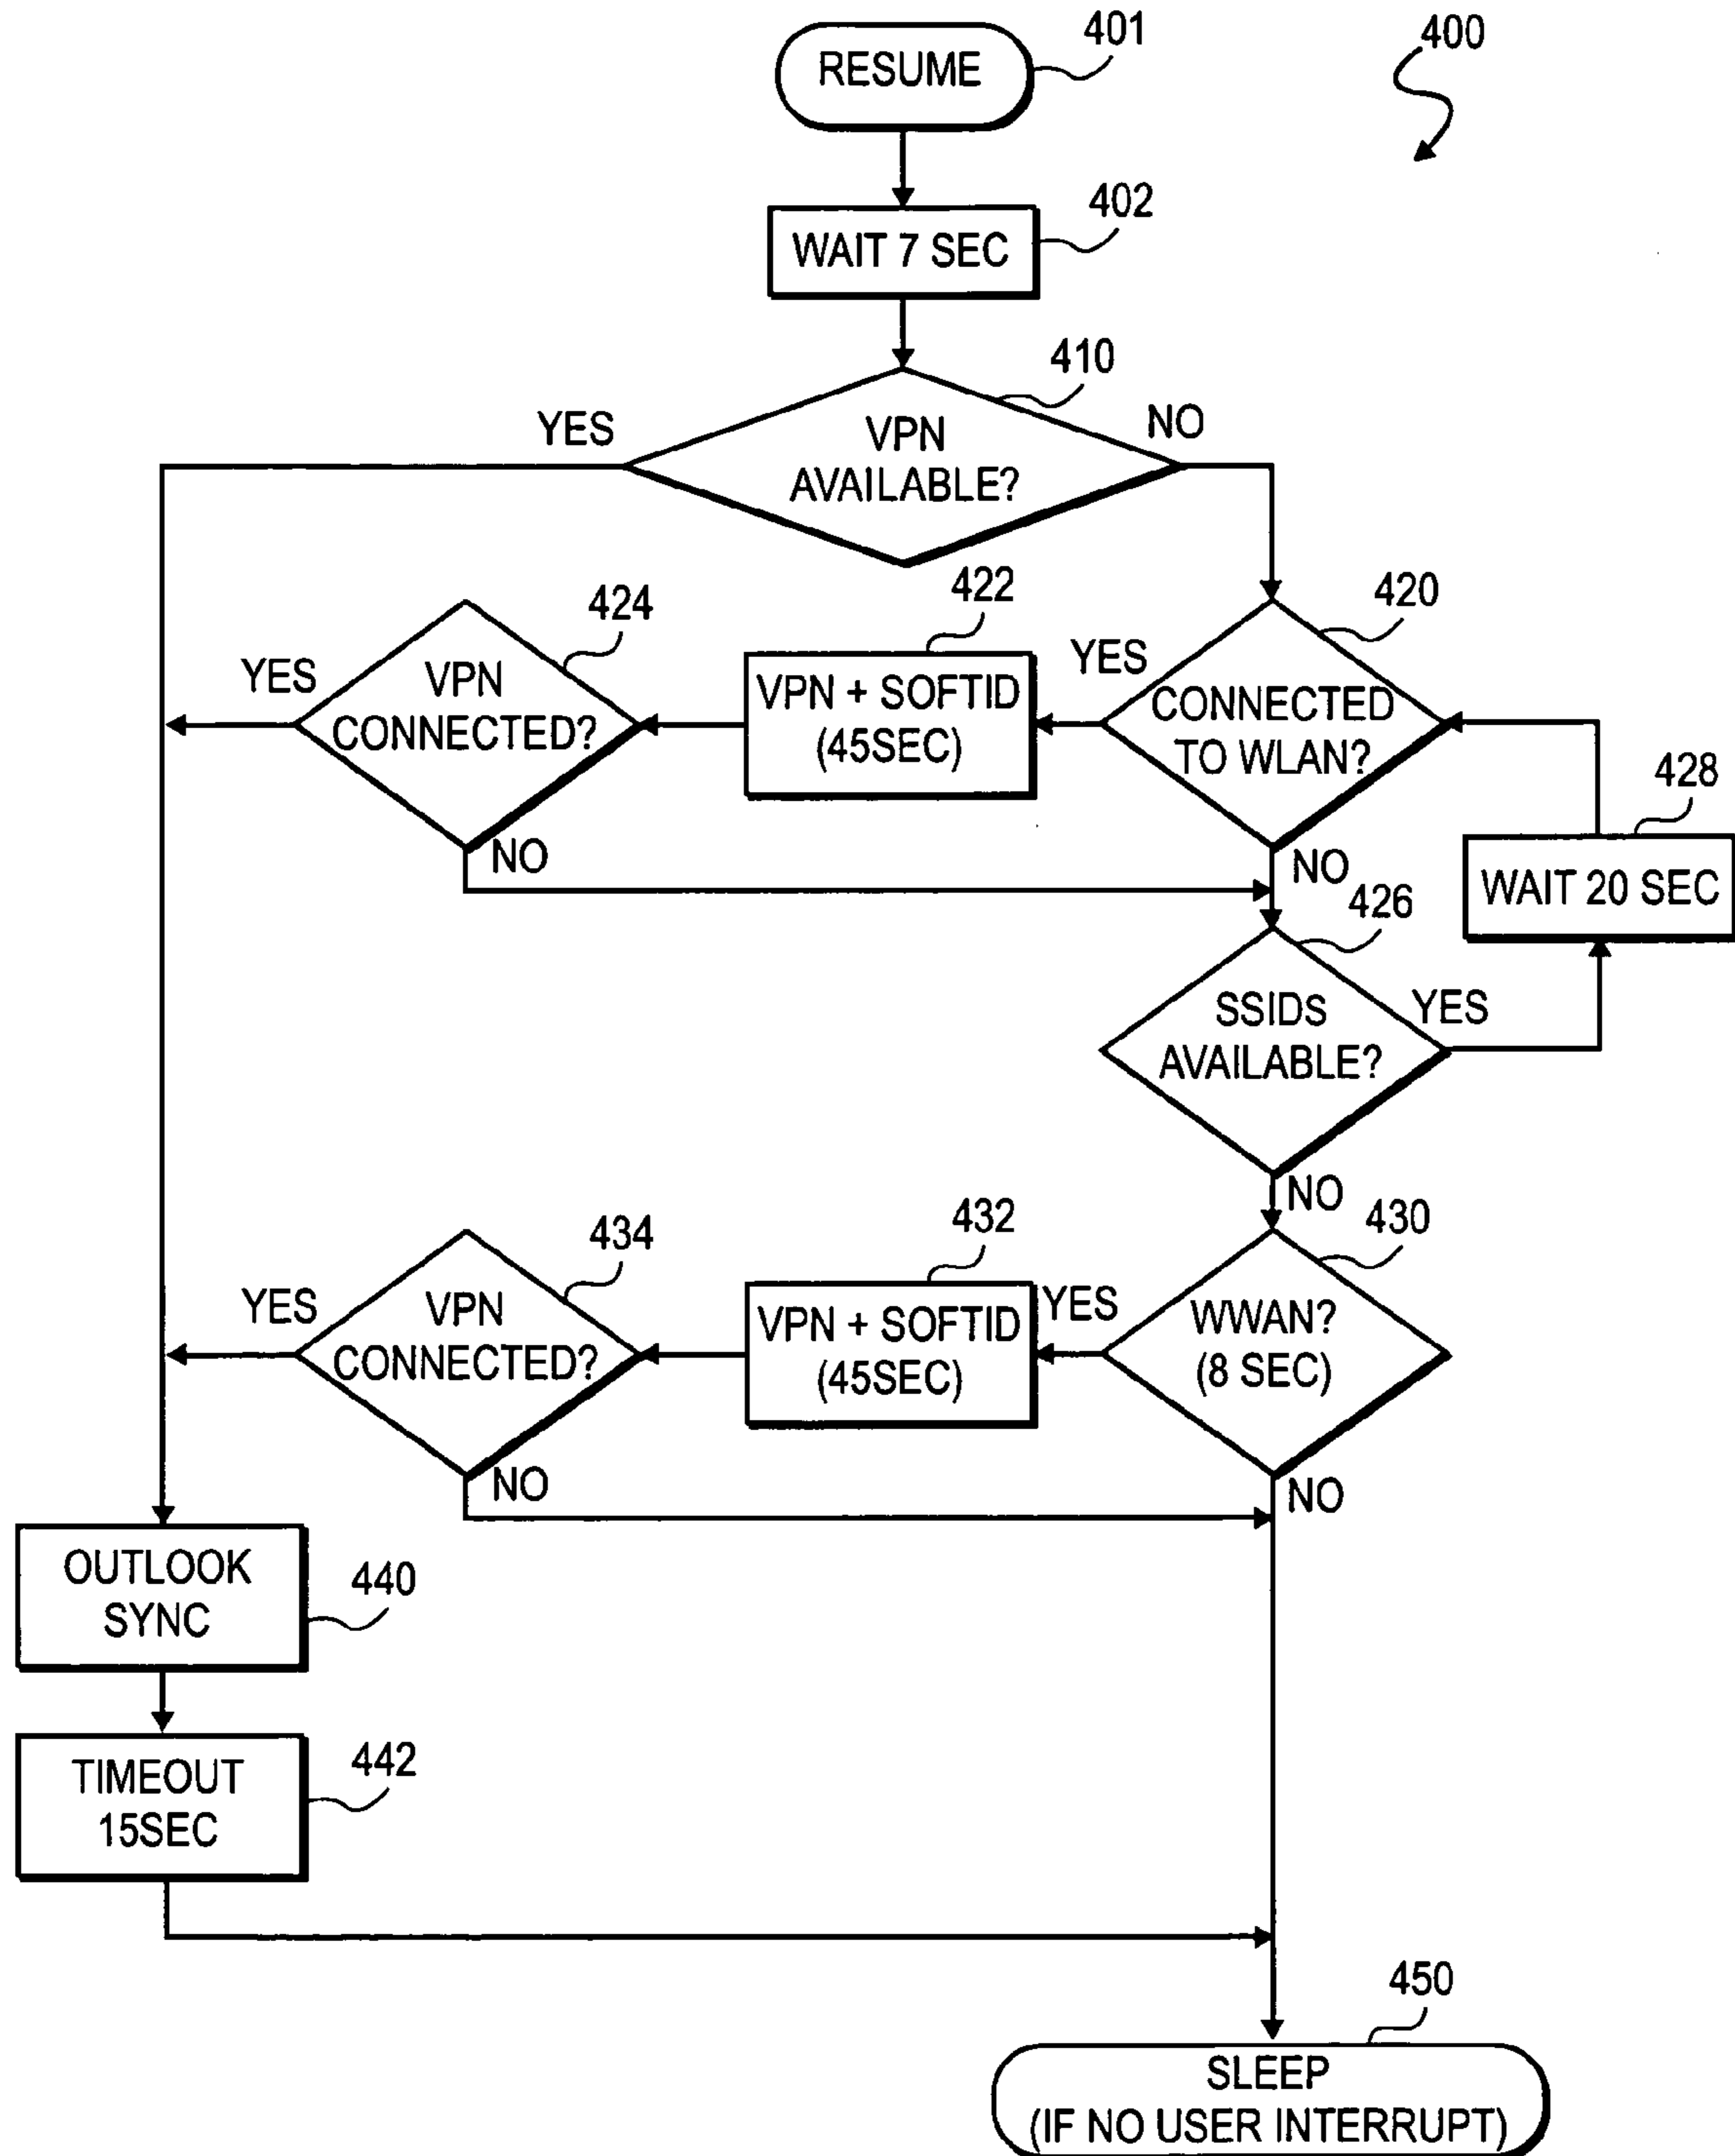 401
400
RESUME
402
WAIT 7 SEC
410
YES
NO
VPN
AVAILABLE?
424
422
420
YES
VPN
CONNECTED?
VPN + SOFTID
(45SEC)
YES
CONNECTED
TO WLAN?
428
NO
NO
WAIT 20 SEC
426
SSIDS
AVAILABLE?
YES
NO
434
432
430
YES
VPN
CONNECTED?
VPN + SOFTID
(45SEC)
YES
WWAN?
(8 SEC)
NO
NO
OUTLOOK
SYNC
440
TIMEOUT
15SEC
442
450
SLEEP
(IF NO USER INTERRUPT)